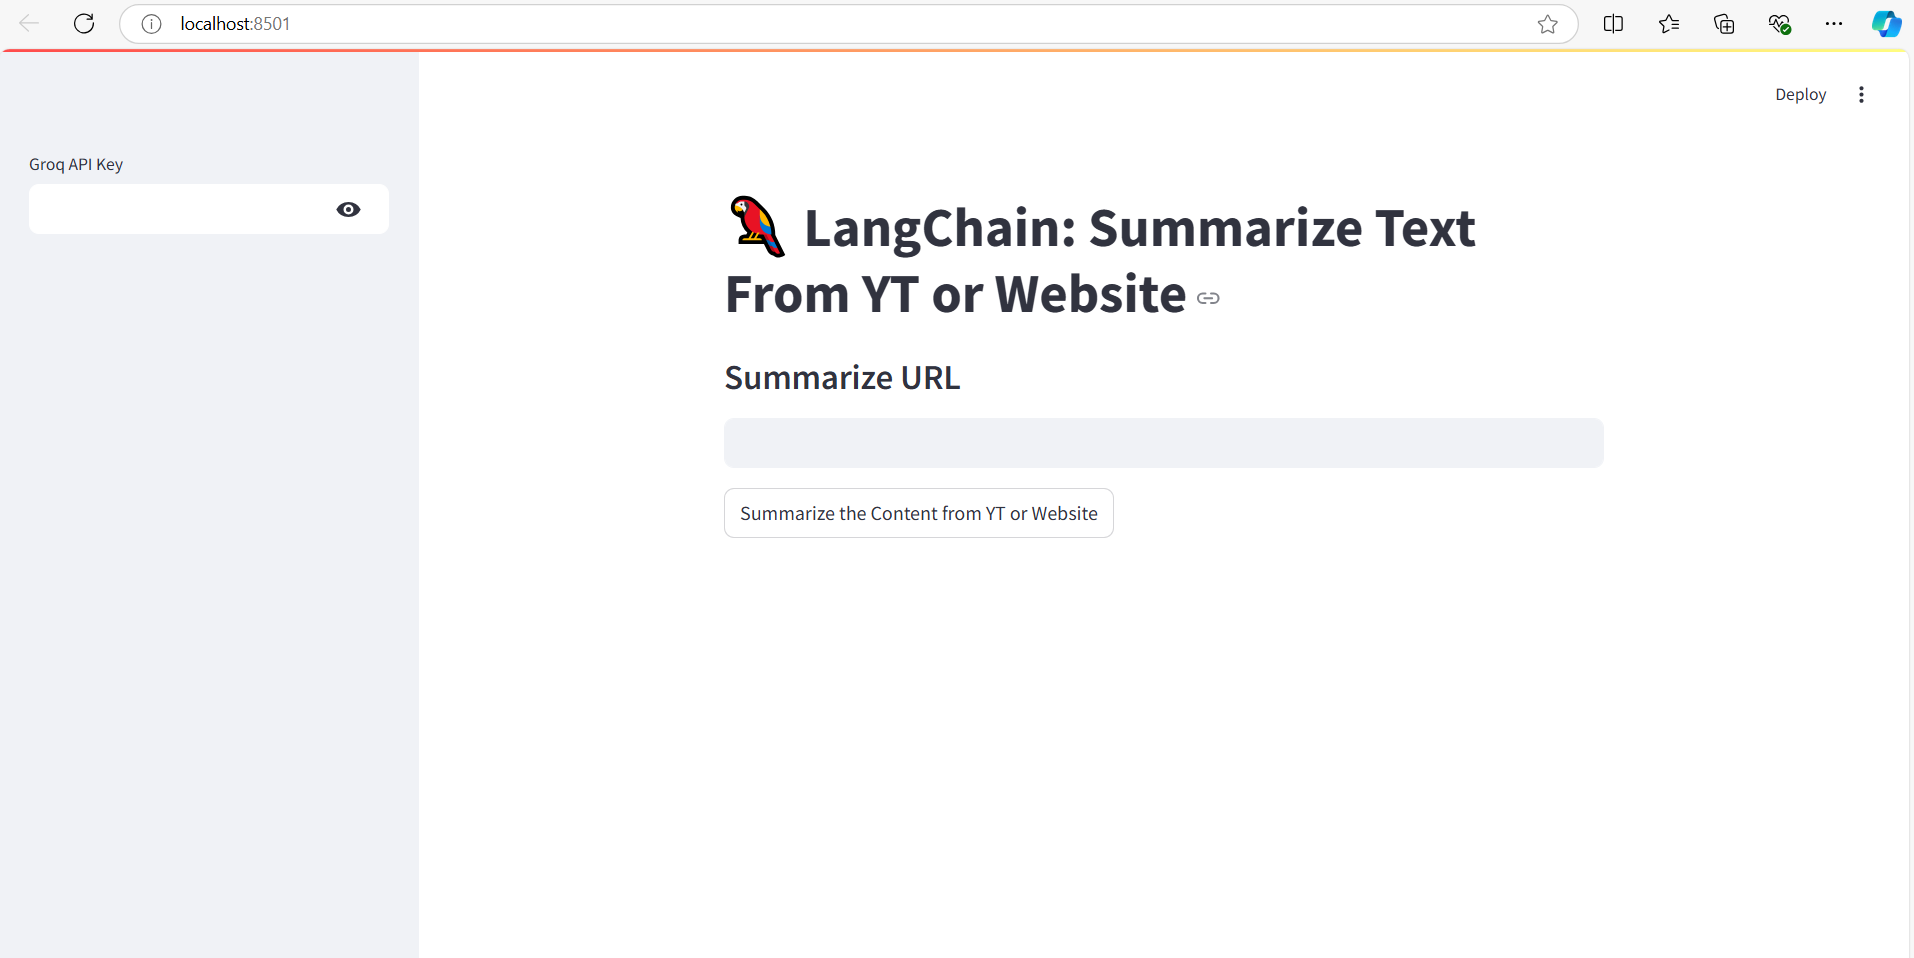 localhost:8501
Deploy
Groq API Key
LangChain: Summarize Text
From YT or Website
Summarize URL
Summarize the Content from YT or Website